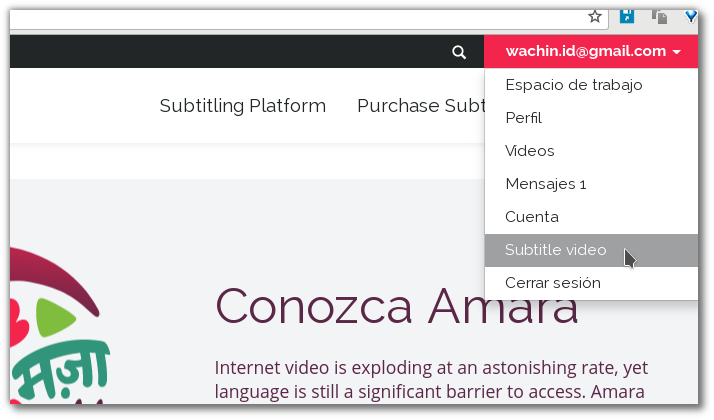 wachin.id@gmail.com
Subtitling Platform Purchase Subt
Espacio de trabajo
Perfil
Videos
Mensajes 1
Cuenta
Subtitle video
Cerrar sesión
Conozca Amara
Internet video is exploding at an astonishing rate, yet
language is still a significant barrier to access. Amara
मज़ा